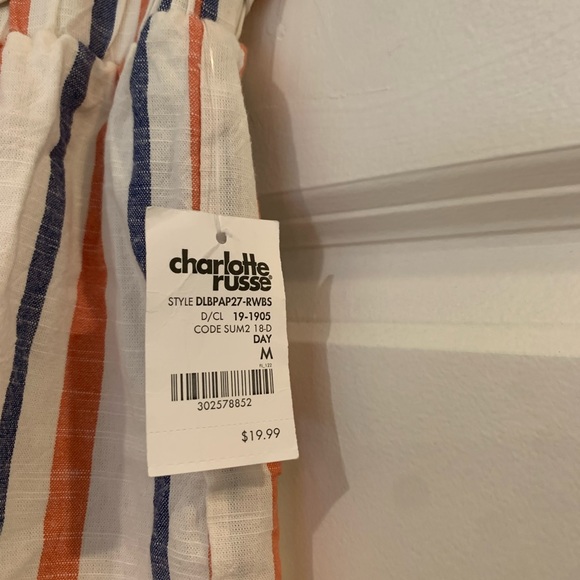 charlotte
russe
STYLE DLBPAP27-RWBS
D/CL 19-1905
CODE SUM2 18-D
DAY
M
302578852
$19.99